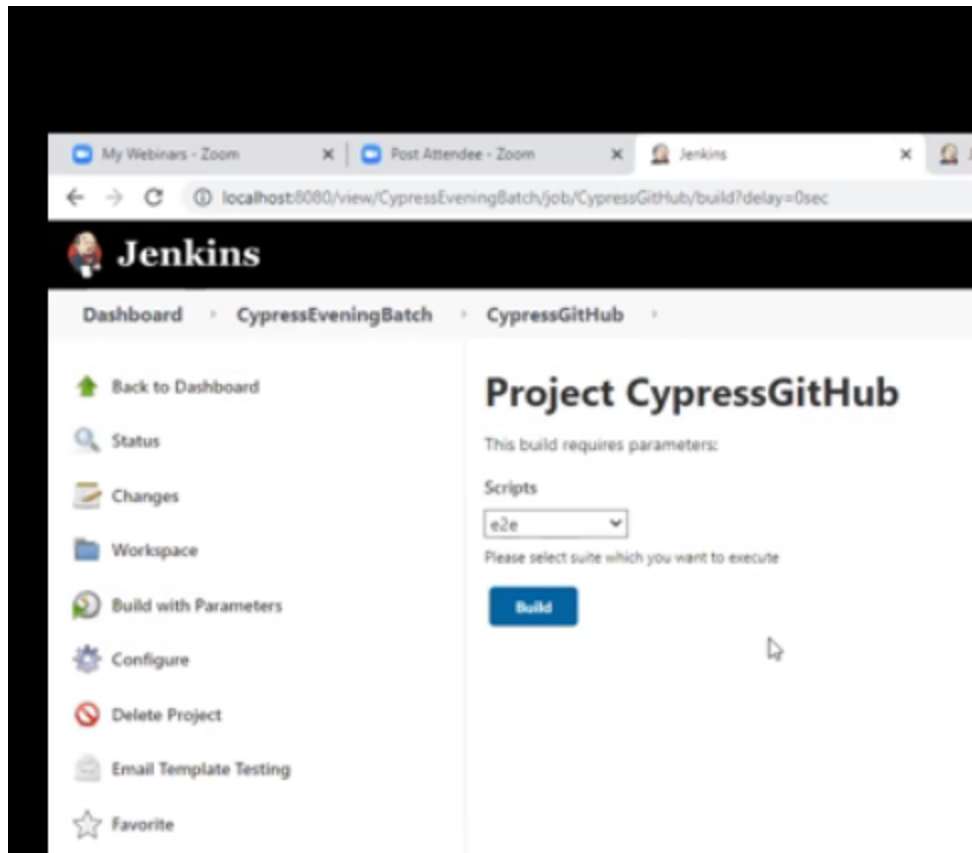 My Webinars - Zoom
Post Attendee - Zoom
Jenkins
localhost:8080/view/CypressEveningBatch/job/CypressGitHub/build?delay=0sec
Jenkins
Dashboard CypressEveningBatch CypressGitHub
Back to Dashboard
Status
Changes
Workspace
Build with Parameters
Configure
Delete Project
Email Template Testing
Favorite
Project CypressGitHub
This build requires parameters:
Scripts
e2e
Please select suite which you want to execute
Build